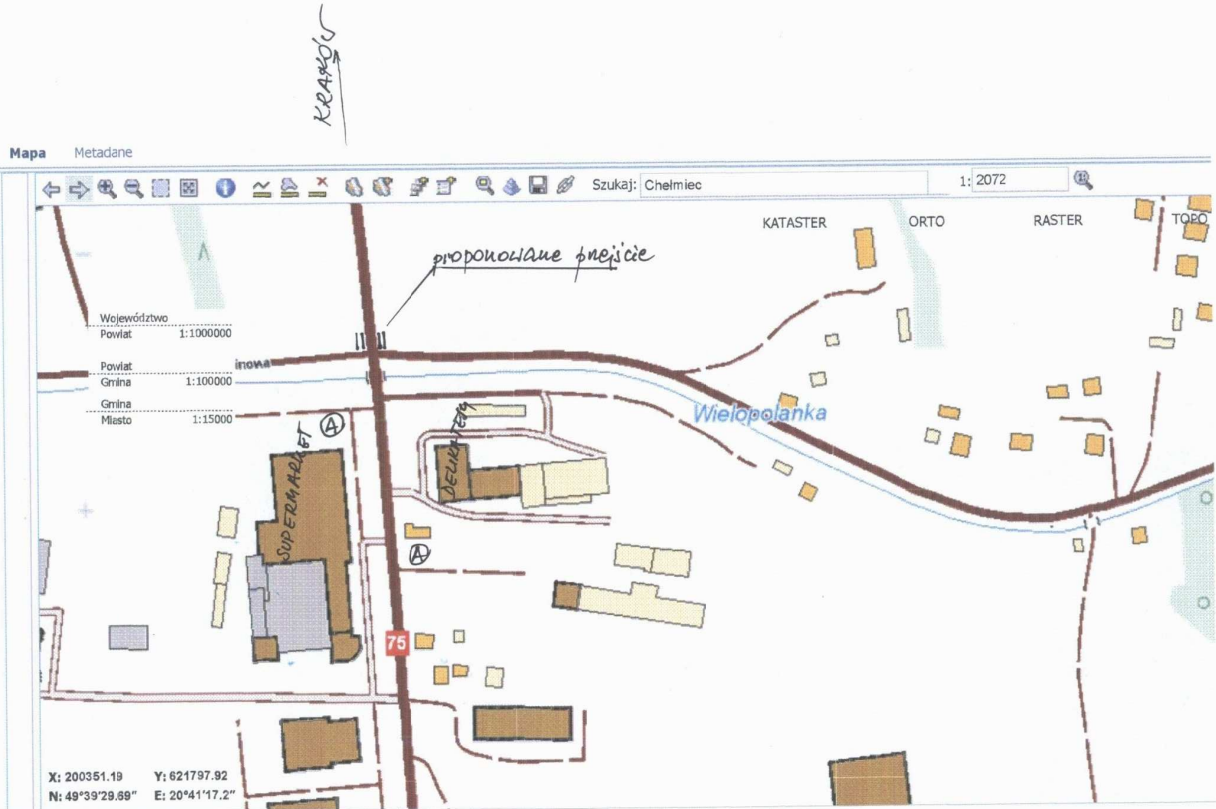 KRAKÓW
Mapa Metadane
Szukaj: Chełmiec 1: 2072
KATASTER ORTO RASTER TOPO
proponowane przejście
Województwo
Powiat 1:1000000
Powiat
Gmina 1:100000
inowa
Gmina
Miasto 1:15000
Wielopolanka
A
SUPERMARKET
DELIKATESY
A
75
X: 200351.19 Y: 621797.92
N: 49°39'29.69" E: 20°41'17.2"